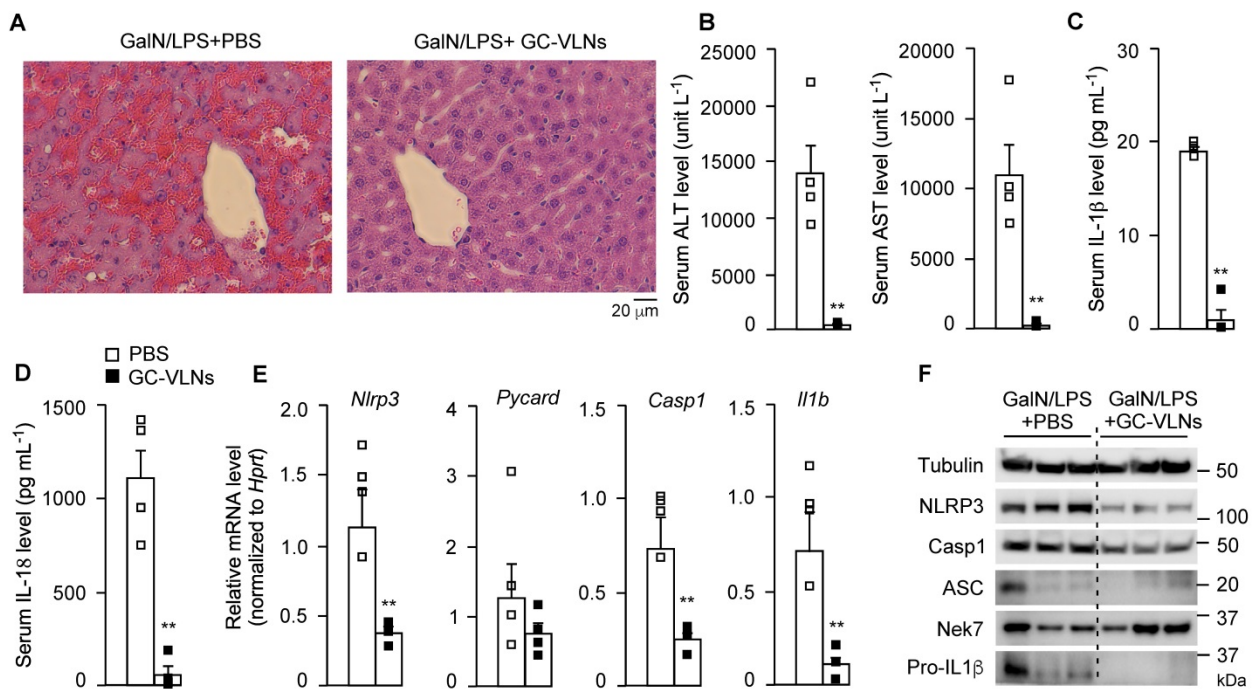 A
GalN/LPS+PBS
GalN/LPS+ GC-VLNs
20 μm
B
Serum ALT level (unit L⁻¹)
25000
20000
15000
10000
5000
0
**
Serum AST level (unit L⁻¹)
20000
15000
10000
5000
0
**
C
Serum IL-1β level (pg mL⁻¹)
30
20
30
0
**
D
PBS
GC-VLNs
Serum IL-18 level (pg mL⁻¹)
1500
1000
500
0
**
E
Relative mRNA level
(normalized to Hprt)
Nlrp3
2.0
1.5
1.0
0.5
0
**
Pycard
4
3
2
1
0
Casp1
1.5
1.0
1.5
0
**
Il1b
1.5
1.0
0.5
0
**
F
GalN/LPS
+PBS
GalN/LPS
+GC-VLNs
Tubulin
50
NLRP3
100
Casp1
50
ASC
20
Nek7
37
Pro-IL1β
37
kDa